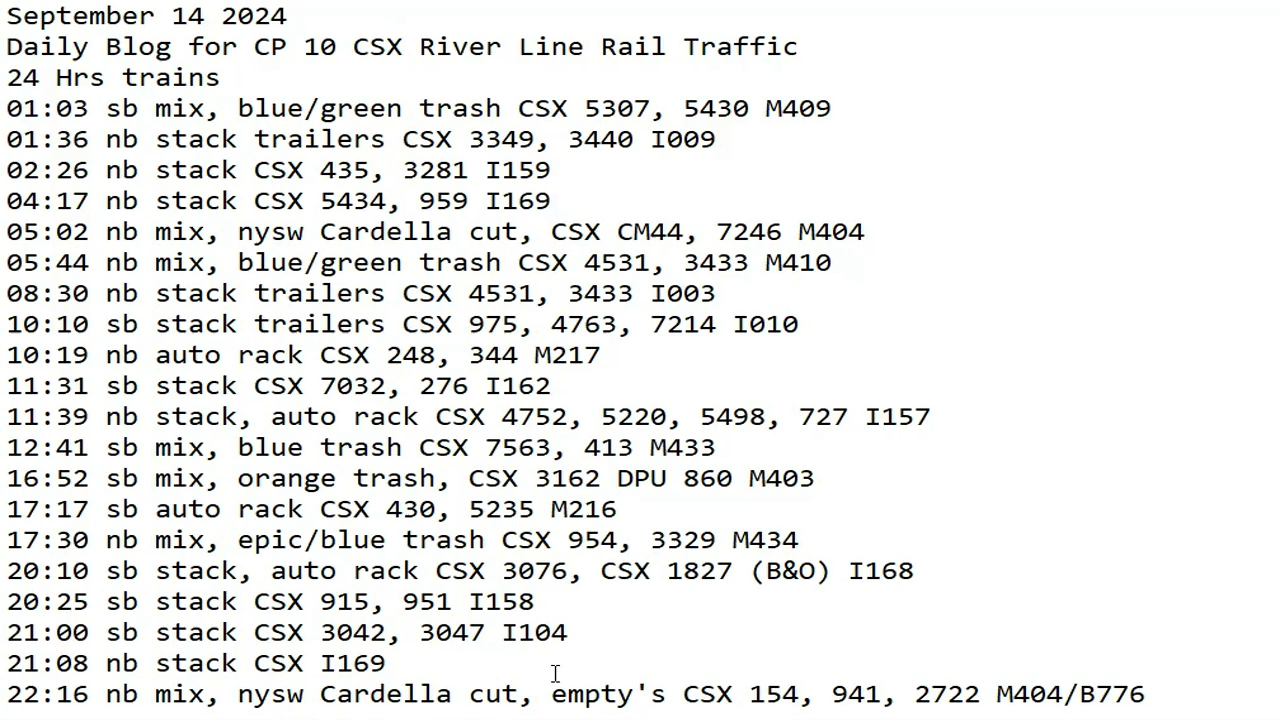 September 14 2024
Daily Blog for CP 10 CSX River Line Rail Traffic
24 Hrs trains
01:03 sb mix, blue/green trash CSX 5307, 5430 M409
01:36 nb stack trailers CSX 3349, 3440 I009
02:26 nb stack CSX 435, 3281 I159
04:17 nb stack CSX 5434, 959 I169
05:02 nb mix, nysw Cardella cut, CSX CM44, 7246 M404
05:44 nb mix, blue/green trash CSX 4531, 3433 M410
08:30 nb stack trailers CSX 4531, 3433 I003
10:10 sb stack trailers CSX 975, 4763, 7214 I010
10:19 nb auto rack CSX 248, 344 M217
11:31 sb stack CSX 7032, 276 I162
11:39 nb stack, auto rack CSX 4752, 5220, 5498, 727 I157
12:41 sb mix, blue trash CSX 7563, 413 M433
16:52 sb mix, orange trash, CSX 3162 DPU 860 M403
17:17 sb auto rack CSX 430, 5235 M216
17:30 nb mix, epic/blue trash CSX 954, 3329 M434
20:10 sb stack, auto rack CSX 3076, CSX 1827 (B&O) I168
20:25 sb stack CSX 915, 951 I158
21:00 sb stack CSX 3042, 3047 I104
21:08 nb stack CSX I169
22:16 nb mix, nysw Cardella cut, empty's CSX 154, 941, 2722 M404/B776